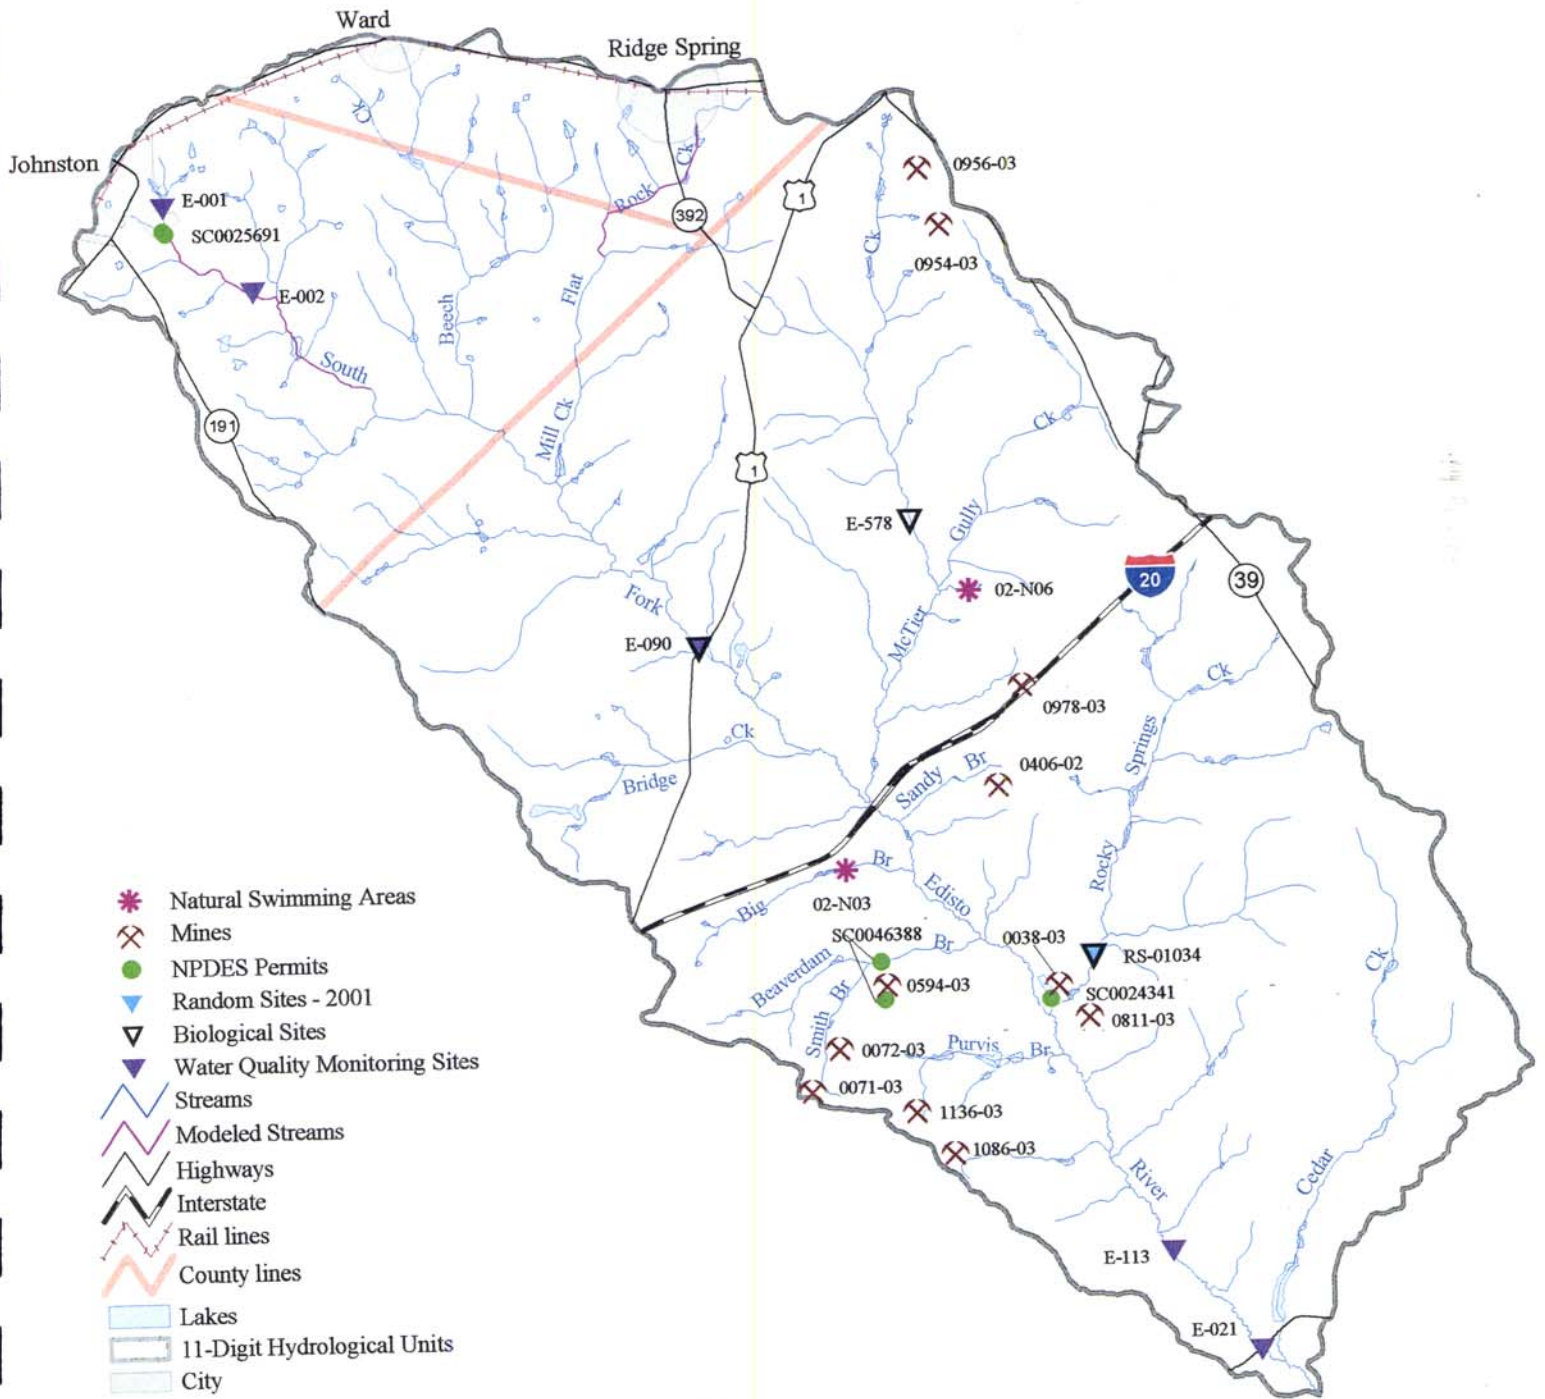 Ward
Ridge Spring
Johnston
Ck
Ck
Rock
392
1
0956-03
E-001
SC0025691
0954-03
Ck
E-002
Flat
Beech
South
191
Mill Ck
1
Ck
E-578
Gully
20
39
02-N06
Fork
E-090
McTier
Ck
0978-03
Ck
Bridge
Springs
Sandy Br
0406-02
Br
Big
Edisto
Rocky
02-N03
SC0046388
Br
0038-03
RS-01034
Ck
Beaverdam
Br
0594-03
SC0024341
0811-03
Smith
0072-03
Purvis Br
0071-03
1136-03
1086-03
River
Cedar
E-113
E-021
Natural Swimming Areas
Mines
NPDES Permits
Random Sites - 2001
Biological Sites
Water Quality Monitoring Sites
Streams
Modeled Streams
Highways
Interstate
Rail lines
County lines
Lakes
11-Digit Hydrological Units
City